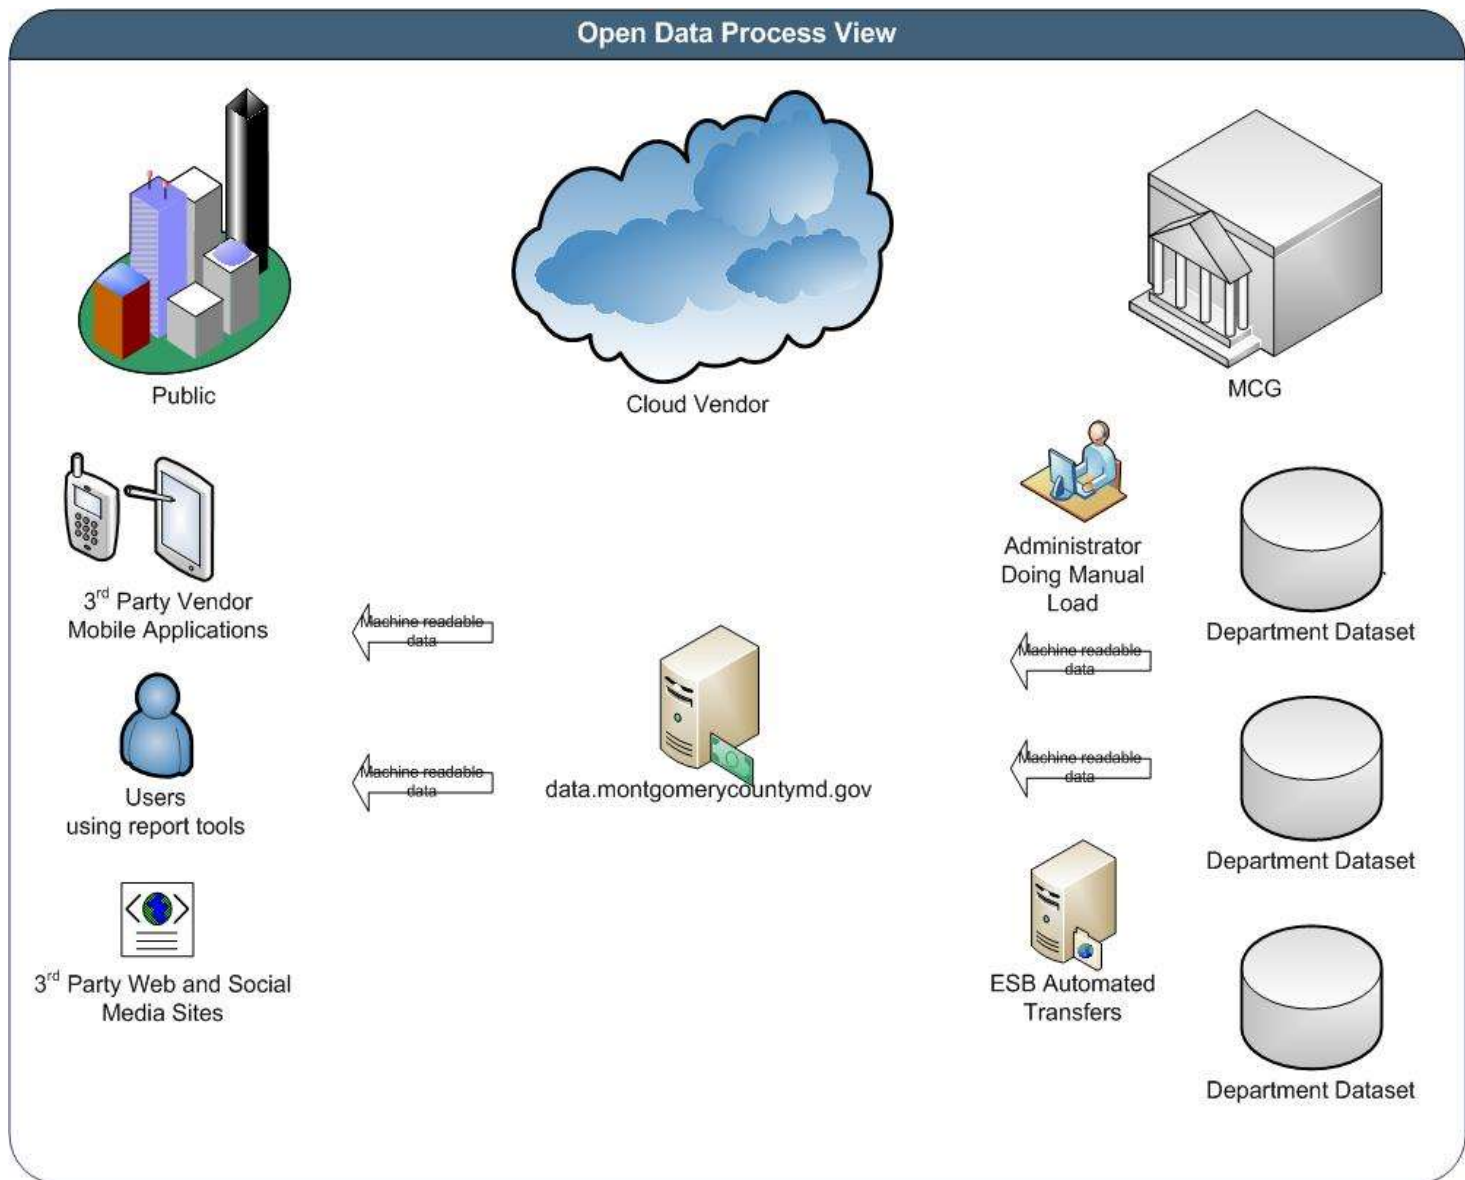 Open Data Process View
Public
Cloud Vendor
MCG
3rd Party Vendor
Mobile Applications
Users
using report tools
3rd Party Web and Social
Media Sites
Machine readable
data
Machine readable
data
data.montgomerycountymd.gov
Administrator
Doing Manual
Load
Machine readable
data
Machine readable
data
ESB Automated
Transfers
Department Dataset
Department Dataset
Department Dataset